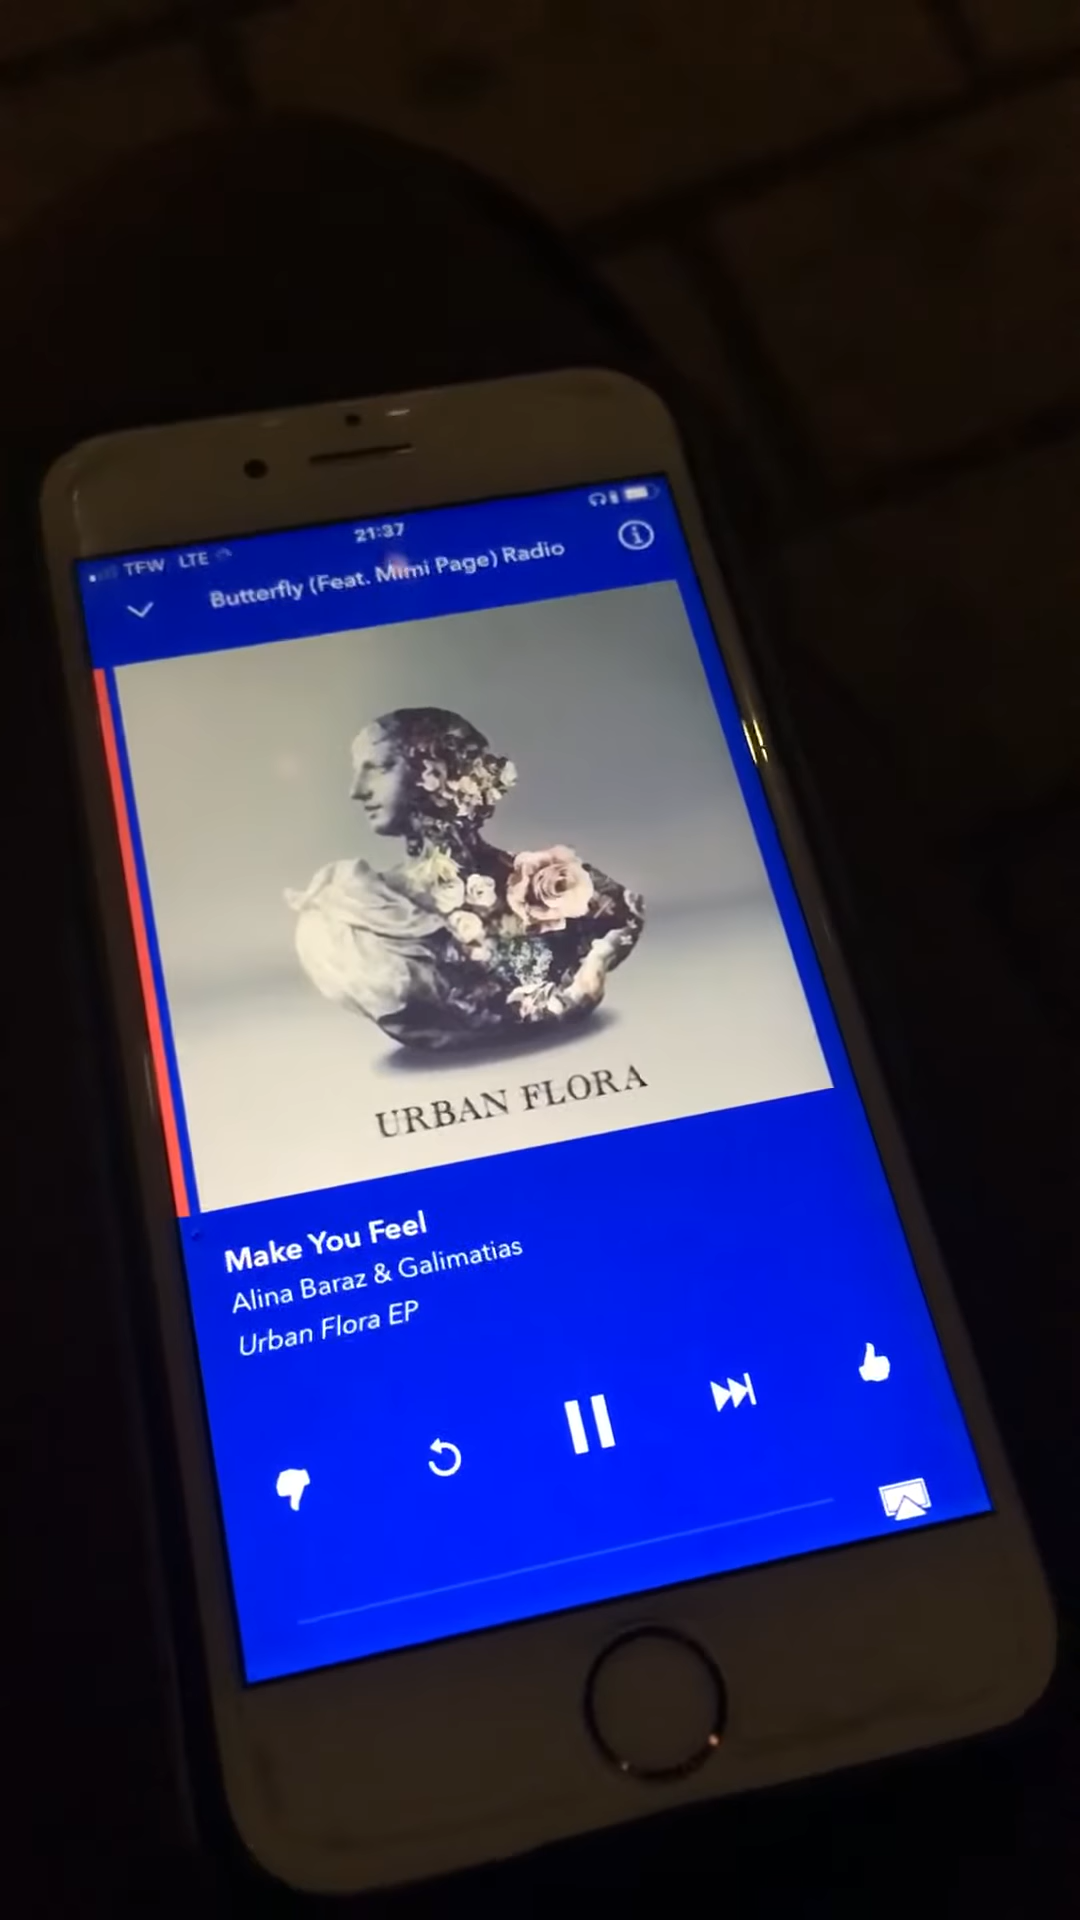 TFW LTE 21:37
Butterfly (Feat. Mimi Page) Radio
URBAN FLORA
Make You Feel
Alina Baraz & Galimatias
Urban Flora EP